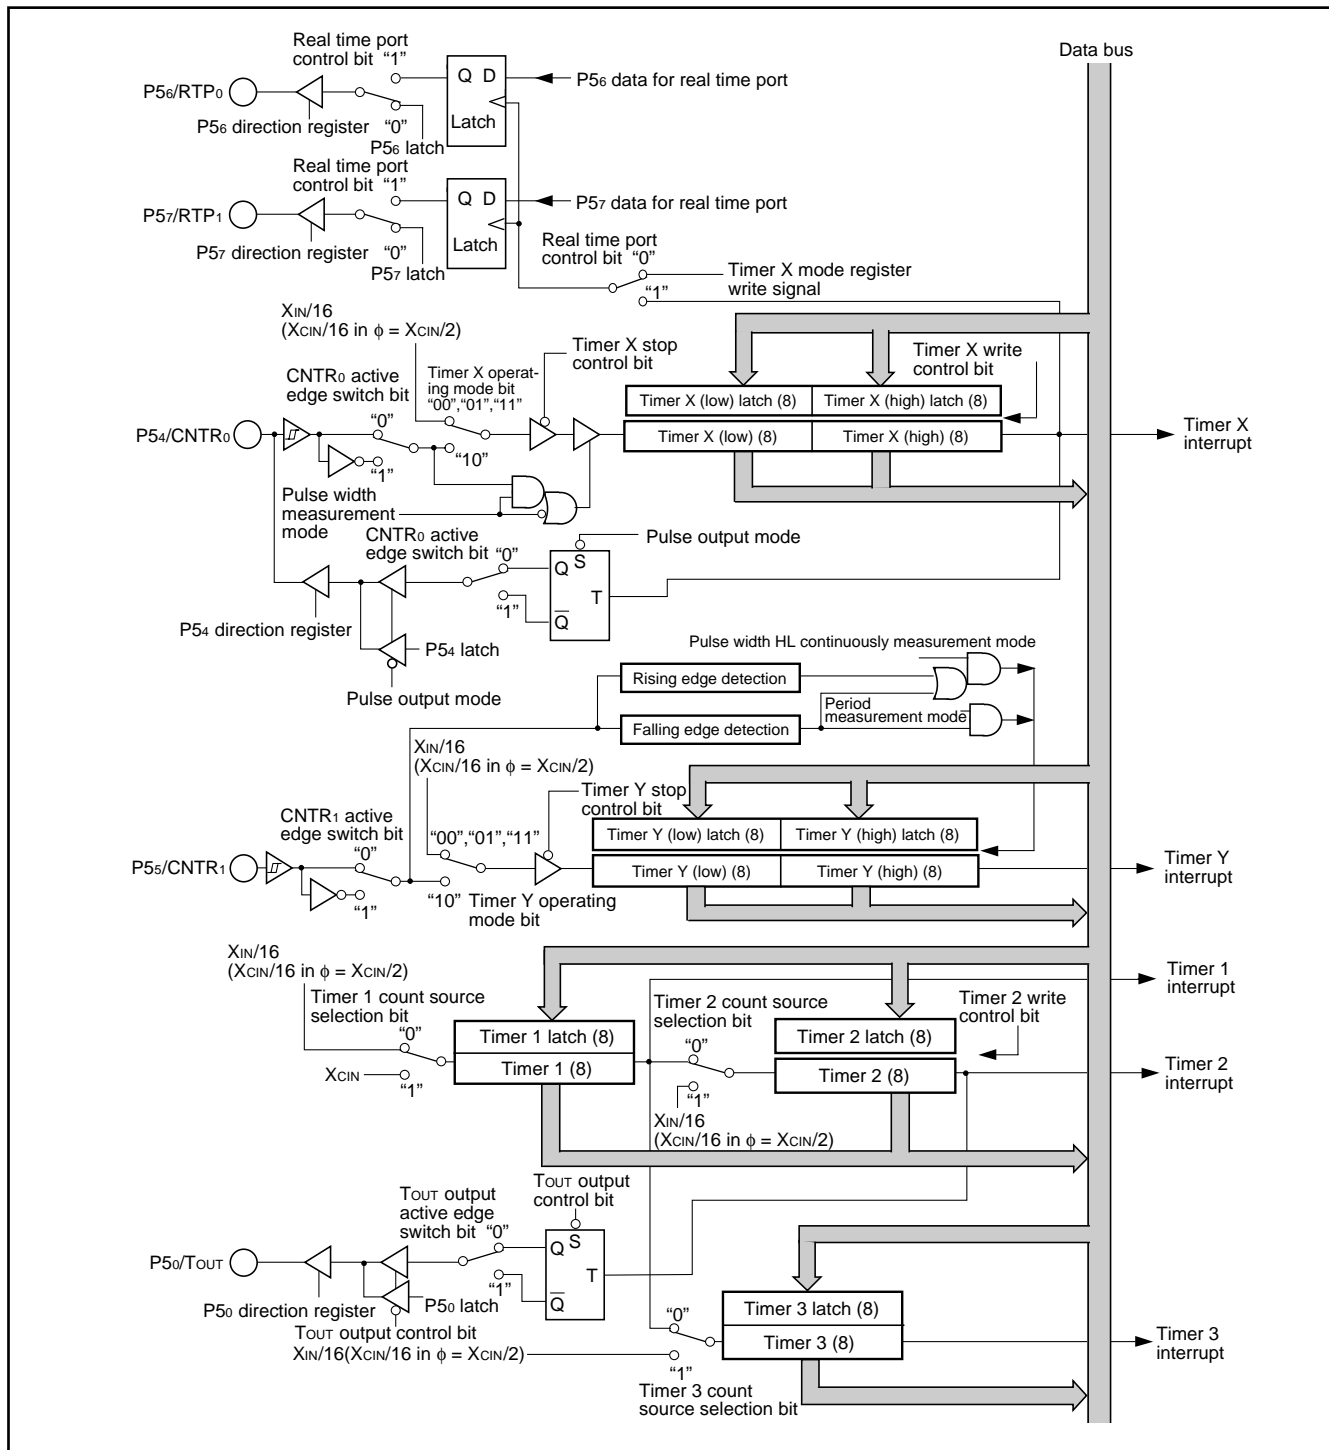 Data bus
Real time port
control bit “1”
Q D
P56 data for real time port
P56/RTP0
Latch
P56 direction register
“0”
P56 latch
Real time port
control bit “1”
Q D
P57 data for real time port
P57/RTP1
Latch
P57 direction register
“0”
P57 latch
Real time port
control bit “0”
Timer X mode register
write signal
“1”
XIN/16
(XCIN/16 in ϕ = XCIN/2)
Timer X stop
control bit
Timer X write
control bit
CNTR0 active
edge switch bit
Timer X operat-
ing mode bit
“00”,“01”,“11”
Timer X (low) latch (8)
Timer X (high) latch (8)
P54/CNTR0
“0”
Timer X (low) (8)
Timer X (high) (8)
Timer X
interrupt
“10”
“1”
Pulse width
measurement
mode
CNTR0 active
edge switch bit
“0”
Pulse output mode
Q S
T
“1”
Q
P54 direction register
P54 latch
Pulse output mode
Pulse width HL continuously measurement mode
Rising edge detection
Period
measurement mode
Falling edge detection
XIN/16
(XCIN/16 in ϕ = XCIN/2)
Timer Y stop
control bit
CNTR1 active
edge switch bit
“00”,“01”,“11”
Timer Y (low) latch (8)
Timer Y (high) latch (8)
P55/CNTR1
“0”
Timer Y (low) (8)
Timer Y (high) (8)
Timer Y
interrupt
“10”
Timer Y operating
mode bit
“1”
XIN/16
(XCIN/16 in ϕ = XCIN/2)
Timer 1
interrupt
Timer 1 count source
selection bit
Timer 2 count source
selection bit
Timer 2 write
control bit
“0”
Timer 1 latch (8)
“0”
Timer 2 latch (8)
XCIN
Timer 1 (8)
Timer 2 (8)
Timer 2
interrupt
“1”
“1”
XIN/16
(XCIN/16 in ϕ = XCIN/2)
TOUT output
control bit
TOUT output
active edge
switch bit “0”
P50/TOUT
Q S
T
“1”
Q
P50 direction register
P50 latch
TOUT output control bit
XIN/16(XCIN/16 in ϕ = XCIN/2)
“0”
Timer 3 latch (8)
Timer 3 (8)
Timer 3
interrupt
“1”
Timer 3 count
source selection bit